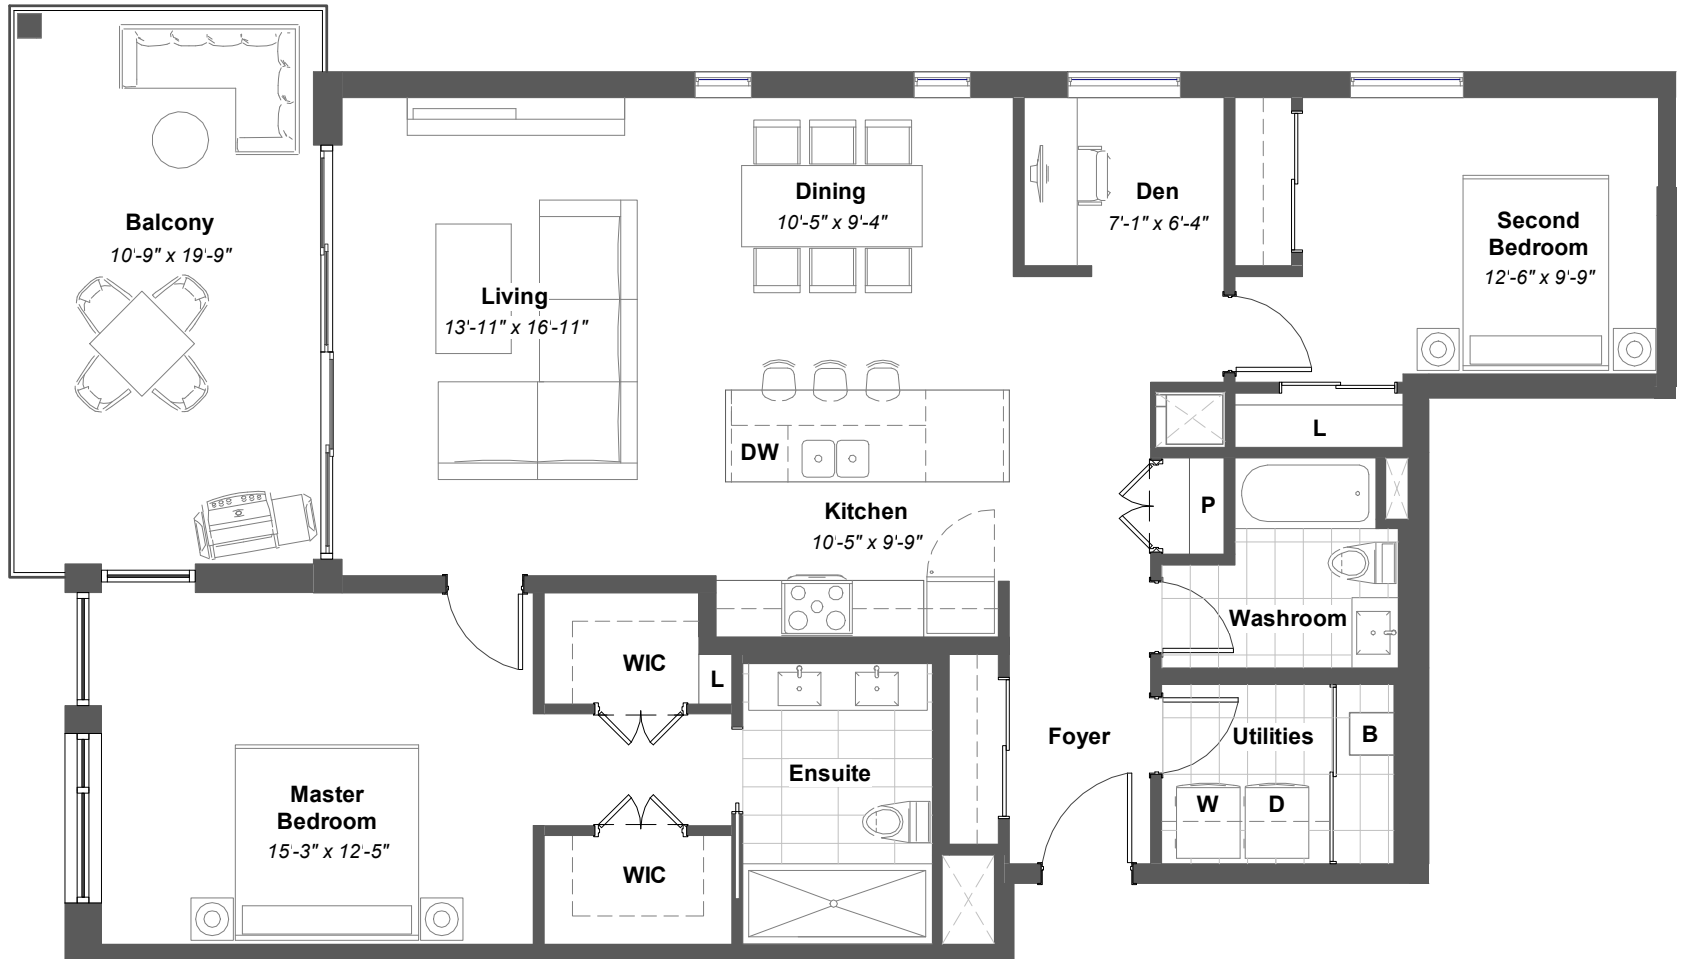 Balcony
10'-9" x 19'-9"
Living
13'-11" x 16'-11"
Dining
10'-5" x 9'-4"
Den
7'-1" x 6'-4"
Second
Bedroom
12'-6" x 9'-9"
L
DW
P
Kitchen
10'-5" x 9'-9"
Washroom
WIC
L
Foyer
Utilities
B
Ensuite
Master
Bedroom
15'-3" x 12'-5"
W
D
WIC